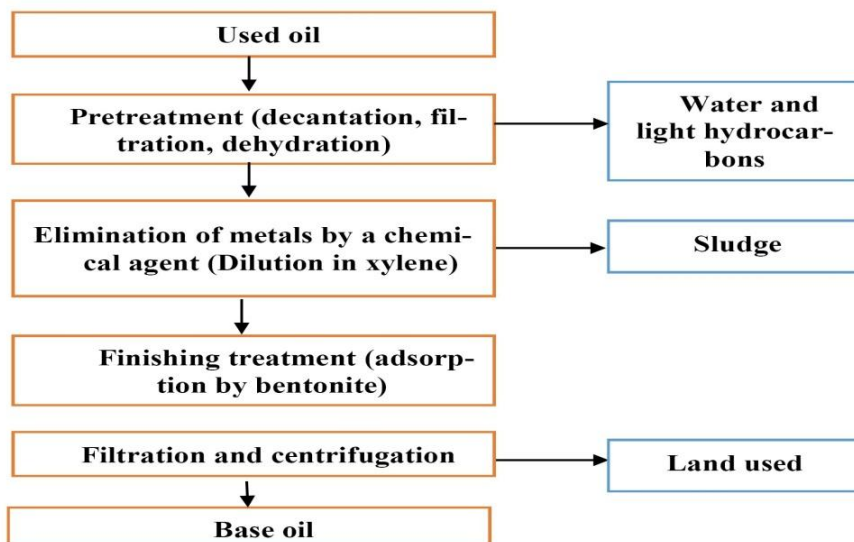 Used oil
Pretreatment (decantation, fil-
tration, dehydration)
Water and
light hydrocar-
bons
Elimination of metals by a chemi-
cal agent (Dilution in xylene)
Sludge
Finishing treatment (adsorp-
tion by bentonite)
Filtration and centrifugation
Land used
Base oil